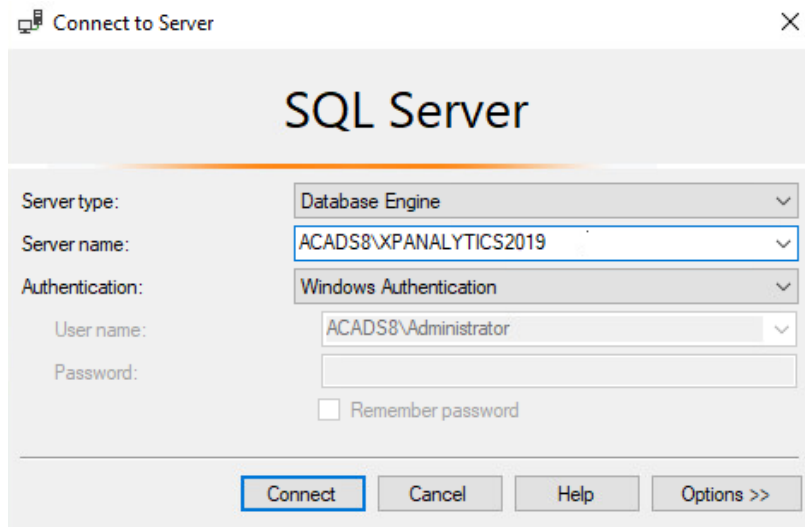 Connect to Server
SQL Server
Server type: Database Engine
Server name: ACADS8\XPANALYTICS2019
Authentication: Windows Authentication
User name: ACADS8\Administrator
Password:
Remember password
Connect Cancel Help Options >>